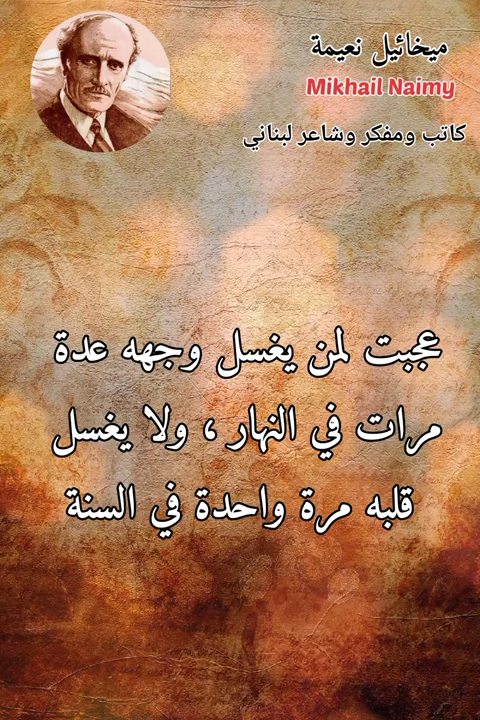 ميخائيل نعيمة
Mikhail Naimy
كاتب ومفكر وشاعر لبناني
عجبت لمن يغسل وجهه عدة
مرات في النهار ، ولا يغسل
قلبه مرة واحدة في السنة